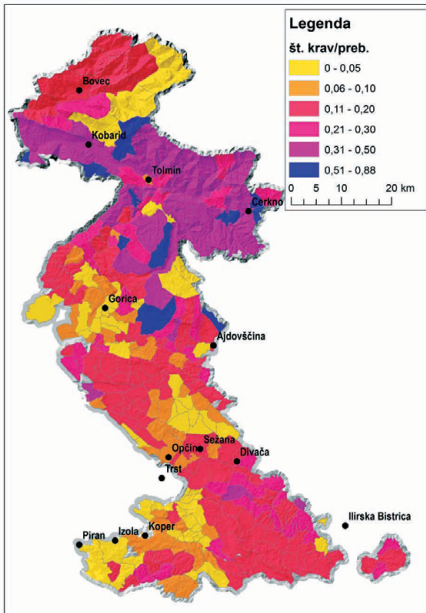 Legenda
št. krav/preb.
0 - 0,05
0,06 - 0,10
0,11 - 0,20
0,21 - 0,30
0,31 - 0,50
0,51 - 0,88
0 5 10 20 km
Bovec
Kobarid
Tolmin
Cerkno
Gorica
Ajdovščina
Sežana
Opčine
Divača
Trst
Ilirska Bistrica
Koper
Izola
Piran